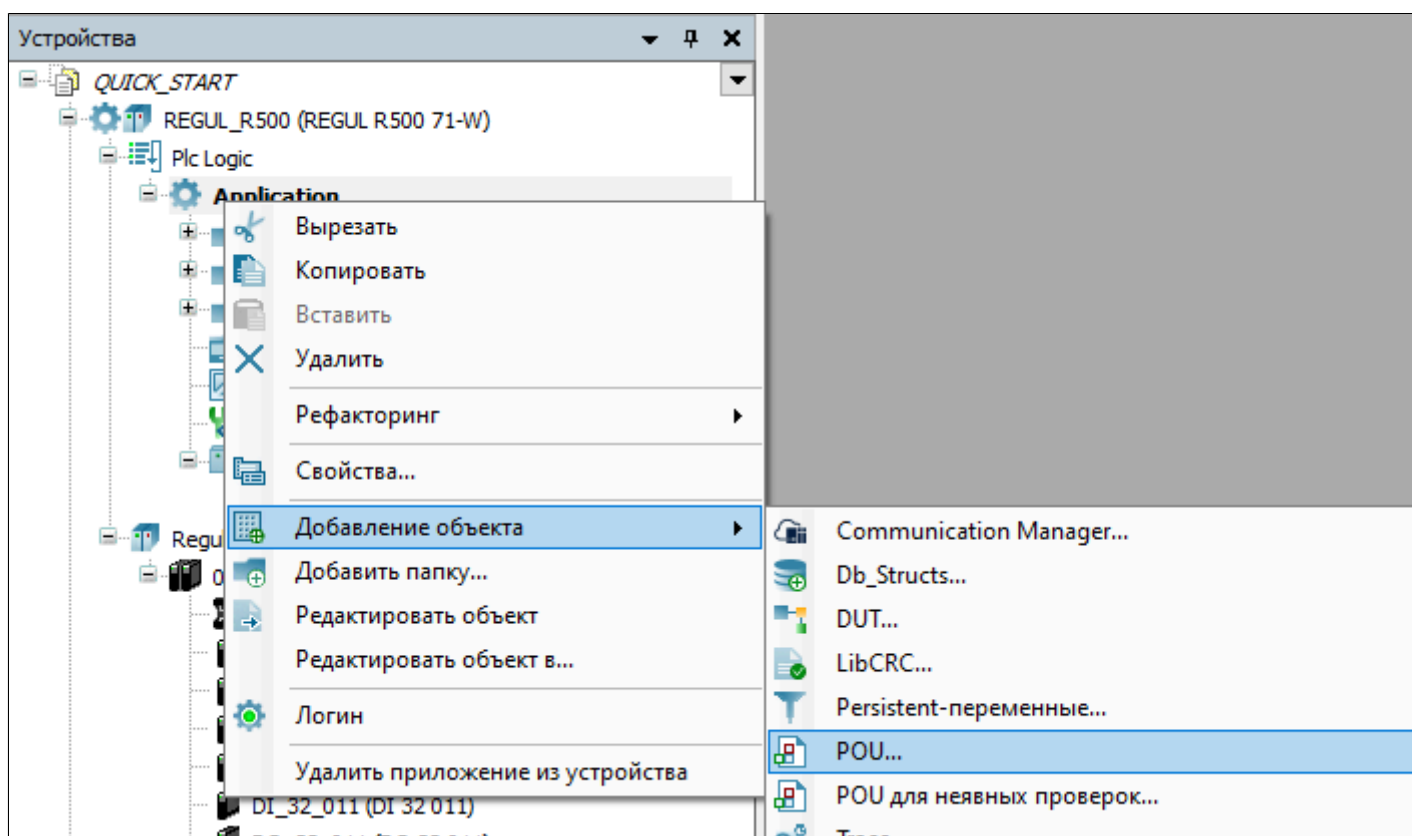 Устройства
QUICK_START
REGUL_R500 (REGUL R500 71-W)
Plc Logic
Application
Вырезать
Копировать
Вставить
Удалить
Рефакторинг
Свойства...
Добавление объекта
Добавить папку...
Редактировать объект
Редактировать объект в...
Логин
Удалить приложение из устройства
Communication Manager...
Db_Structs...
DUT...
LibCRC...
Persistent-переменные...
POU...
POU для неявных проверок...
Regu
0
DI_32_011 (DI 32 011)